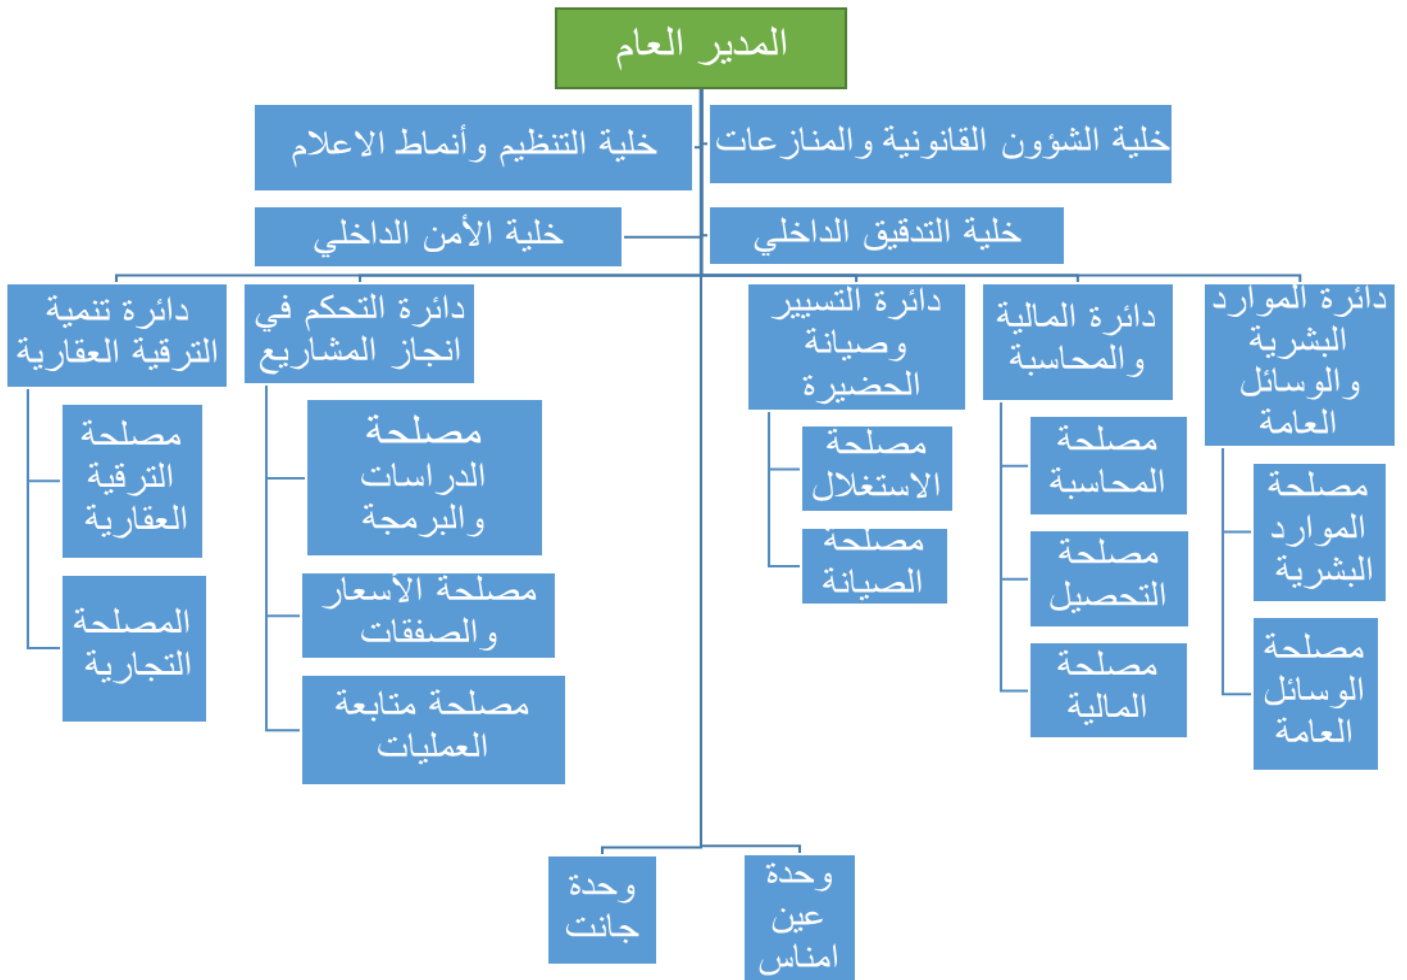 المدير العام
خلية الشؤون القانونية والمنازعات
خلية التنظيم وأنماط الاعلام
خلية التدقيق الداخلي
خلية الأمن الداخلي
دائرة الموارد
البشرية
والوسائل
العامة
مصلحة
الموارد
البشرية
مصلحة
الوسائل
العامة
دائرة المالية
والمحاسبة
مصلحة
المحاسبة
مصلحة
التحصيل
مصلحة
المالية
دائرة التسيير
وصيانة
الحضيرة
مصلحة
الاستغلال
مصلحة
الصيانة
دائرة التحكم في
انجاز المشاريع
مصلحة
الدراسات
والبرمجة
مصلحة الأسعار
والصفقات
مصلحة متابعة
العمليات
دائرة تنمية
الترقية العقارية
مصلحة
الترقية
العقارية
المصلحة
التجارية
وحدة
عين
امناس
وحدة
جانت